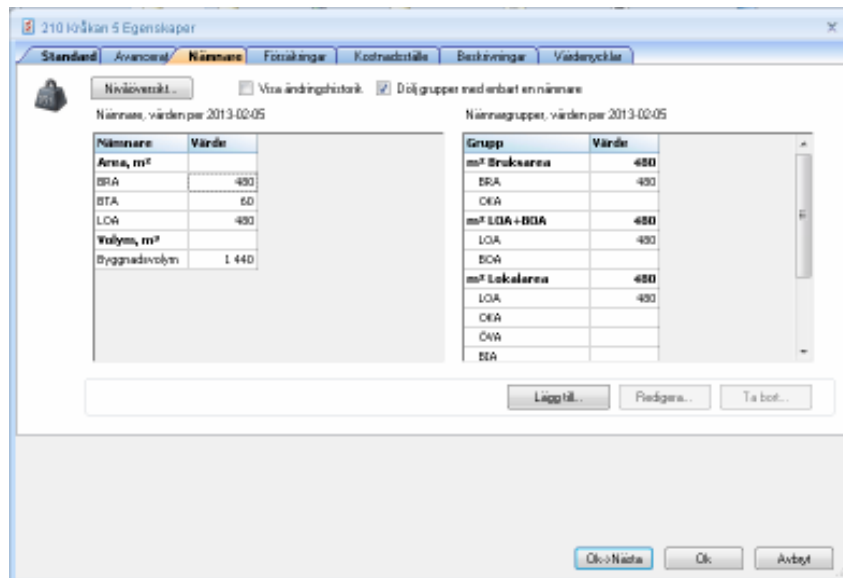 210 Kråkan 5 Egenskaper
Standard Avancerat Nämnare Försäkringar Kostnadsställe Beskrivningar Värdenycklar
Nivåöversikt... Visa ändringshistorik Dölj grupper med enbart en nämnare
Nämnare, värden per 2013-02-05
Nämnare Värde
Area, m²
BRA 480
BTA 60
LOA 480
Volym, m³
Byggnadsvolym 1 440
Nämnargrupper, värden per 2013-02-05
Grupp Värde
m² Bruksarea 480
BRA 480
OKA
m² LOA+BOA 480
LOA 480
BOA
m² Lokalarea 480
LOA 480
OKA
ÖVA
BIA
Lägg till... Redigera... Ta bort...
Ok->Nästa Ok Avbryt